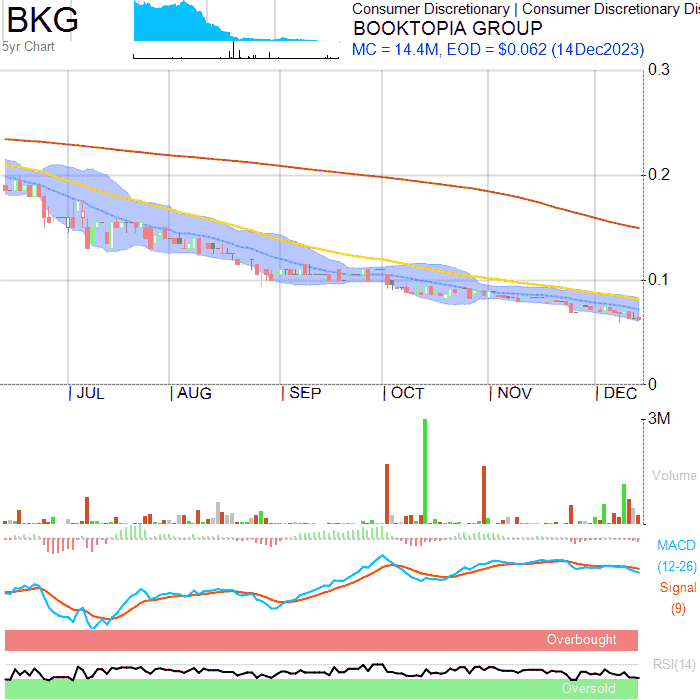 BKG
5yr Chart
Consumer Discretionary | Consumer Discretionary Dis
BOOKTOPIA GROUP
MC = 14.4M, EOD = $0.062 (14Dec2023)
0.3
0.2
0.1
0
JUL AUG SEP OCT NOV DEC
3M
Volume
MACD
(12-26)
Signal
(9)
Overbought
RSI(14)
Oversold